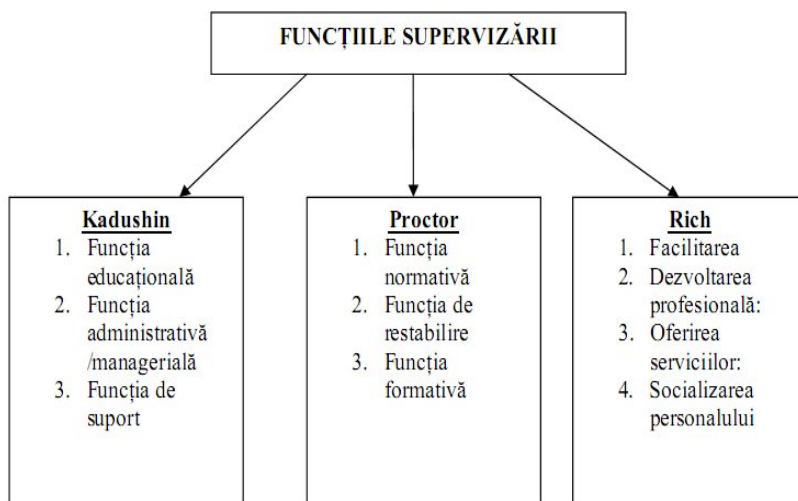 FUNCȚIILE SUPERVIZĂRII
Kadushin
1. Funcția
educațională
2. Funcția
administrativă
/managerială
3. Funcția de
suport
Proctor
1. Funcția
normativă
2. Funcția de
restabilire
3. Funcția
formativă
Rich
1. Facilitarea
2. Dezvoltarea
profesională:
3. Oferirea
serviciilor:
4. Socializarea
personalului